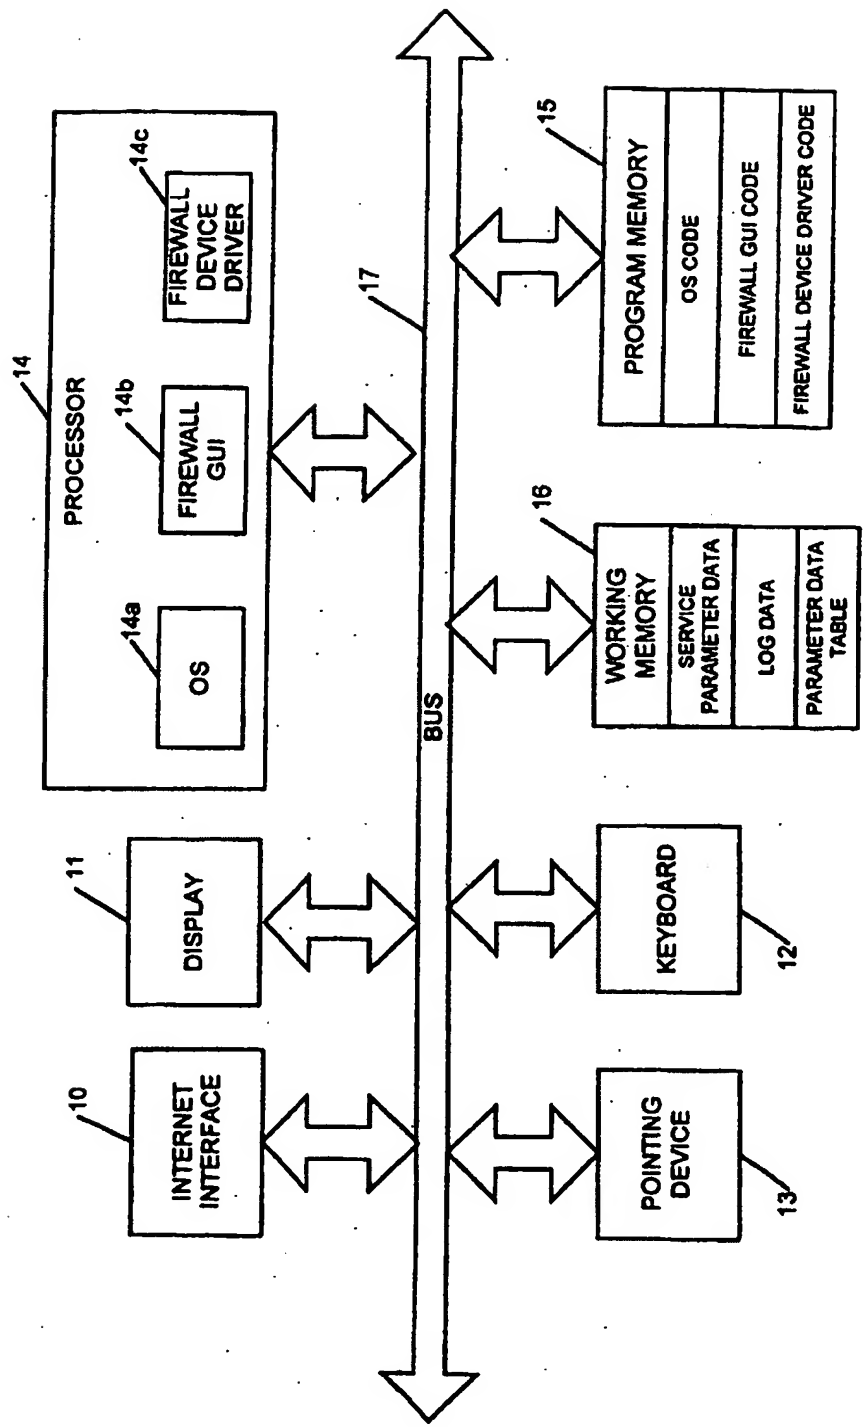 10
INTERNET
INTERFACE
11
DISPLAY
14
PROCESSOR
14a
OS
14b
FIREWALL
GUI
14c
FIREWALL
DEVICE
DRIVER
BUS
17
13
POINTING
DEVICE
12
KEYBOARD
16
WORKING
MEMORY
SERVICE
PARAMETER DATA
LOG DATA
PARAMETER DATA
TABLE
15
PROGRAM MEMORY
OS CODE
FIREWALL GUI CODE
FIREWALL DEVICE DRIVER CODE